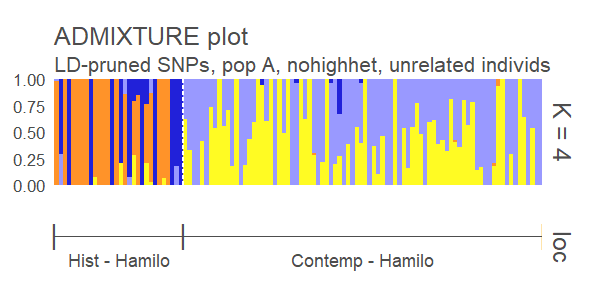 ADMIXTURE plot
LD-pruned SNPs, pop A, nohighhet, unrelated individs
1.00
0.75
0.50
0.25
0.00
K = 4
loc
Hist - Hamilo
Contemp - Hamilo